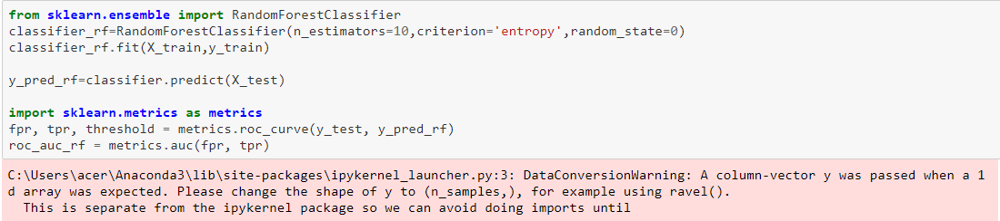 from sklearn.ensemble import RandomForestClassifier
classifier_rf=RandomForestClassifier(n_estimators=10,criterion='entropy',random_state=0)
classifier_rf.fit(X_train,y_train)
y_pred_rf=classifier.predict(X_test)
import sklearn.metrics as metrics
fpr, tpr, threshold = metrics.roc_curve(y_test, y_pred_rf)
roc_auc_rf = metrics.auc(fpr, tpr)
C:\Users\acer\Anaconda3\lib\site-packages\ipykernel_launcher.py:3: DataConversionWarning: A column-vector y was passed when a 1
d array was expected. Please change the shape of y to (n_samples,), for example using ravel().
  This is separate from the ipykernel package so we can avoid doing imports until